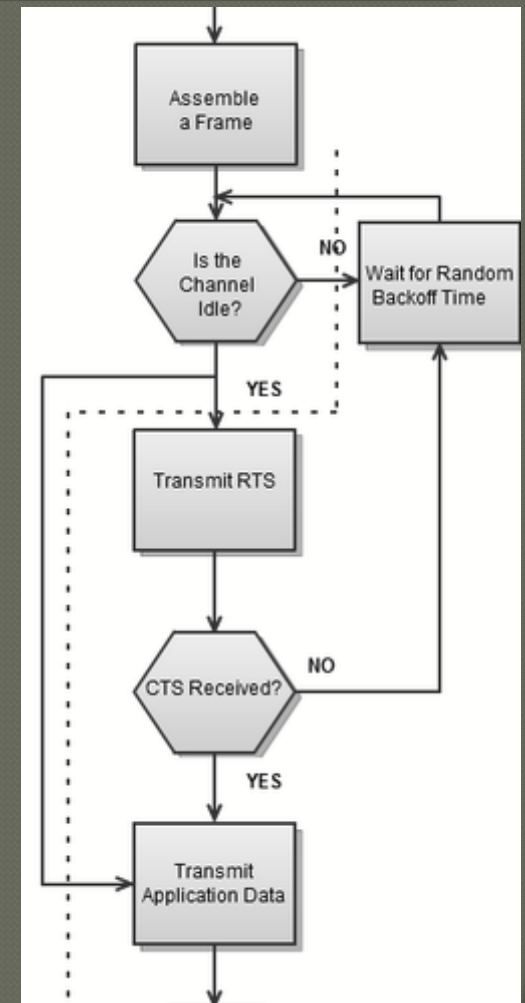 Assemble
a Frame
Is the
Channel
Idle?
NO
Wait for Random
Backoff Time
YES
Transmit RTS
CTS Received?
NO
YES
Transmit
Application Data